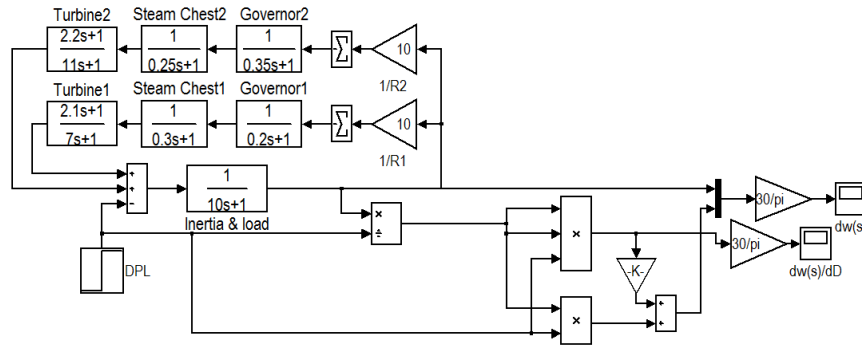 Turbine2 Steam Chest2 Governor2
2.2s+1 1 1 - Σ 10
11s+1 0.25s+1 0.35s+1
1/R2
Turbine1 Steam Chest1 Governor1
2.1s+1 1 1 - Σ 10
7s+1 0.3s+1 0.2s+1
1/R1
+
+
−
1
10s+1
Inertia & load
×
÷
×
30/pi
dw(s
30/pi
dw(s)/dD
DPL
-K-
×
+
+